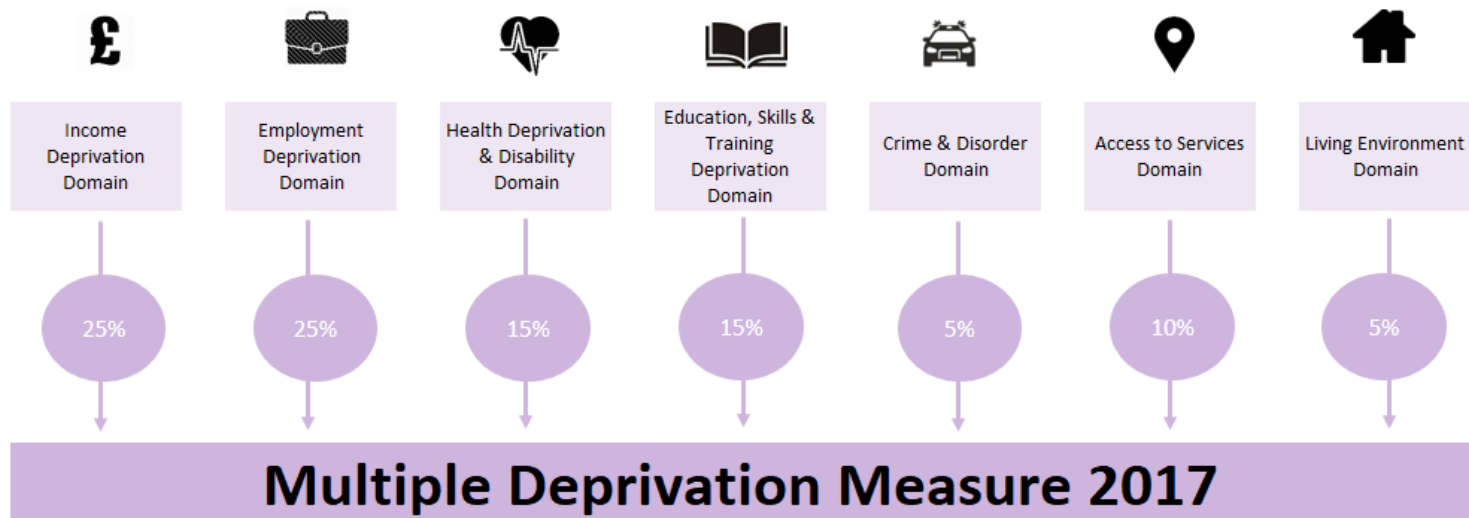 £
Income
Deprivation
Domain
Employment
Deprivation
Domain
Health Deprivation
& Disability
Domain
Education, Skills &
Training
Deprivation
Domain
Crime & Disorder
Domain
Access to Services
Domain
Living Environment
Domain
25%
25%
15%
15%
5%
10%
5%
Multiple Deprivation Measure 2017